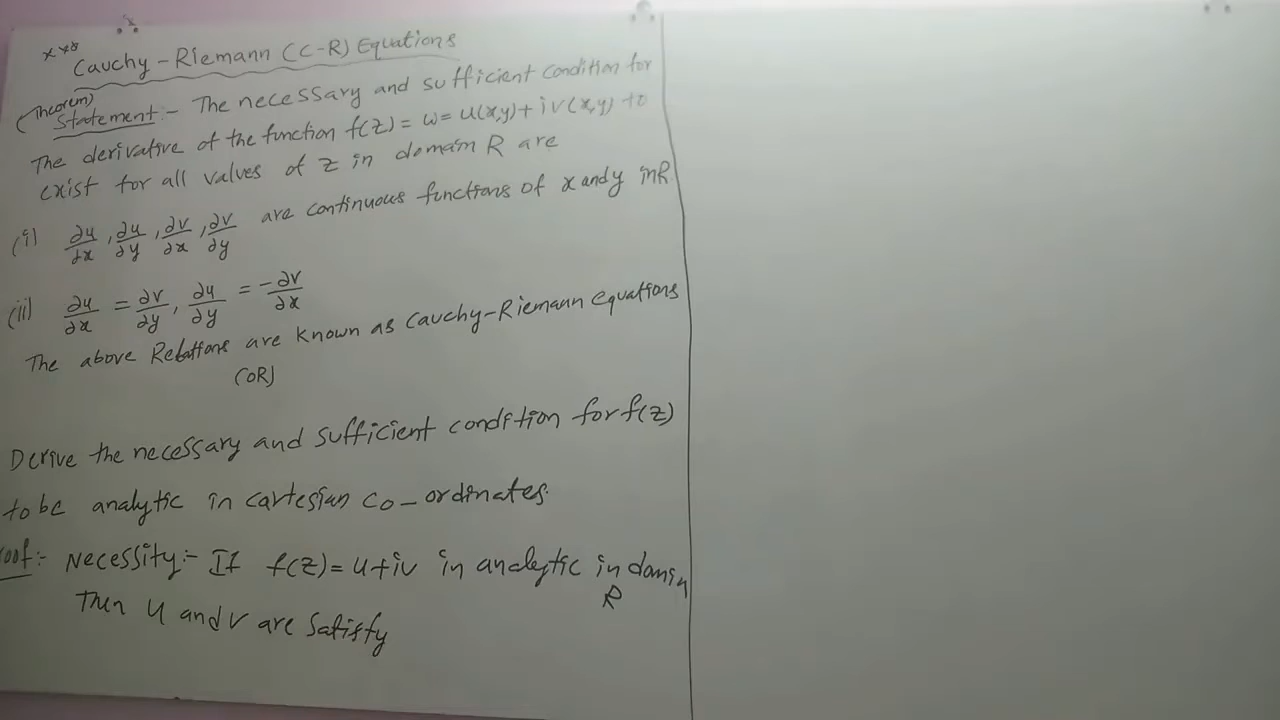 xxx
Cauchy-Riemann (C-R) Equations
(Theorem)
Statement:- The necessary and sufficient condition for
The derivative of the function f(z) = w = u(x,y) + i v(x,y) to
exist for all values of z in domain R are
(i) ∂u/∂x, ∂u/∂y, ∂v/∂x, ∂v/∂y are continuous functions of x and y in R
(ii) ∂u/∂x = ∂v/∂y, ∂u/∂y = -∂v/∂x
The above Relations are known as Cauchy-Riemann equations
(OR)
Derive the necessary and sufficient condition for f(z)
to be analytic in cartesian co-ordinates.
oof:- Necessity:- If f(z) = u+iv in analytic in domin
R
Then u and v are satisfy